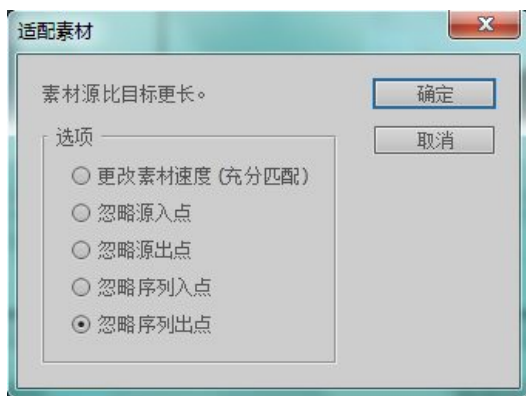 适配素材
素材源比目标更长。
确定
取消
选项
更改素材速度(充分匹配)
忽略源入点
忽略源出点
忽略序列入点
忽略序列出点